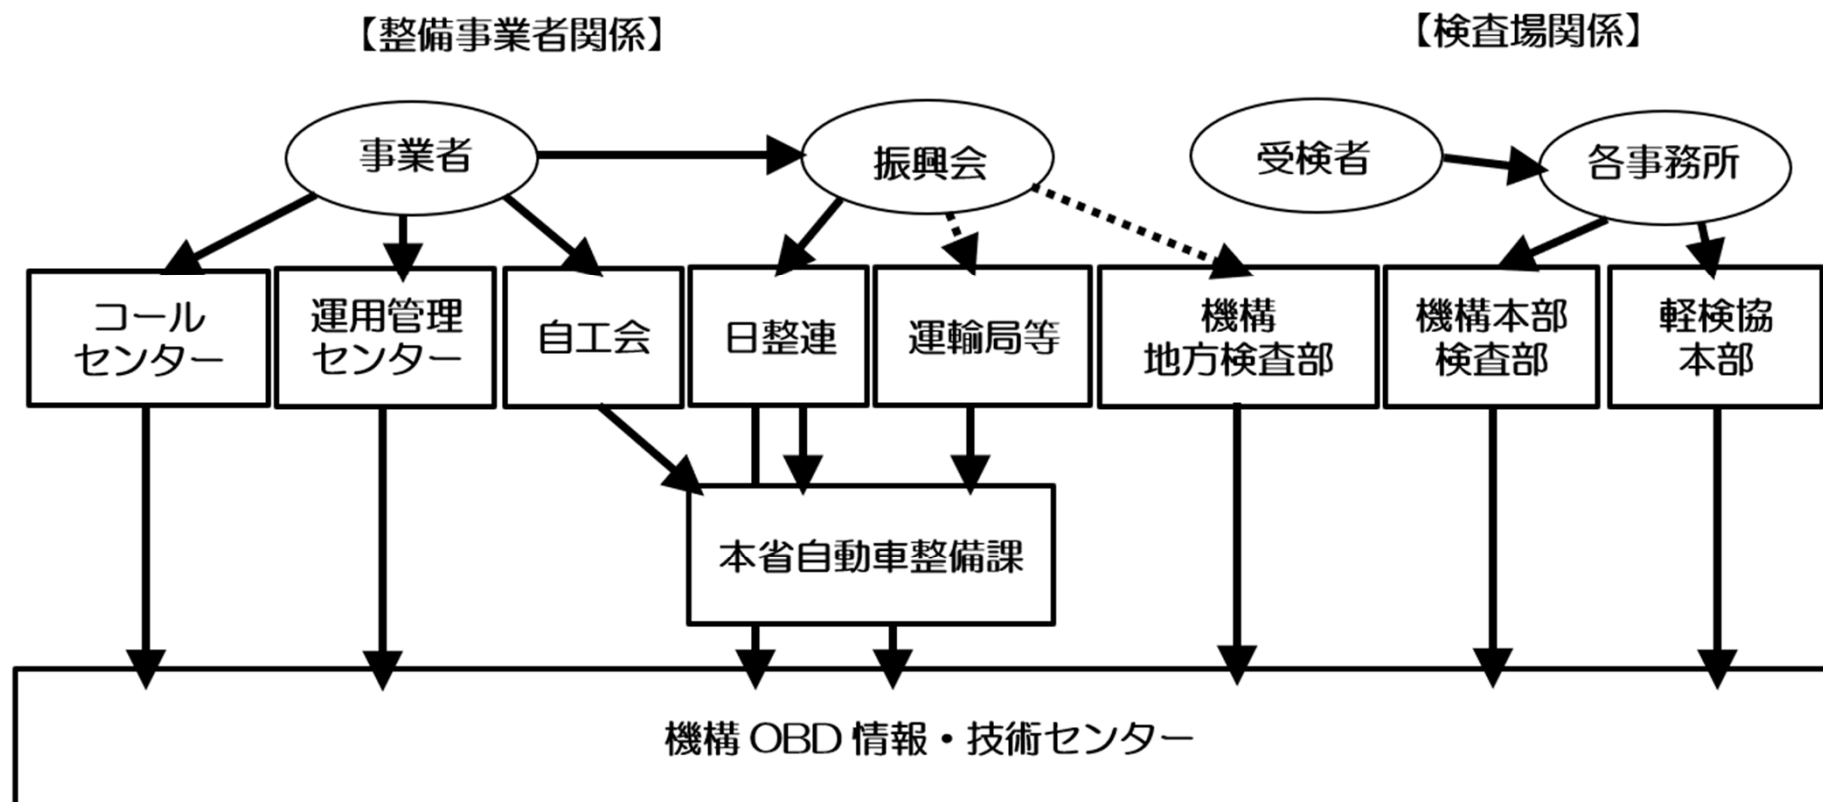 【整備事業者関係】
【検査場関係】
事業者
振興会
受検者
各事務所
コール
センター
運用管理
センター
自工会
日整連
運輸局等
機構
地方検査部
機構本部
検査部
軽検協
本部
本省自動車整備課
機構 OBD 情報・技術センター